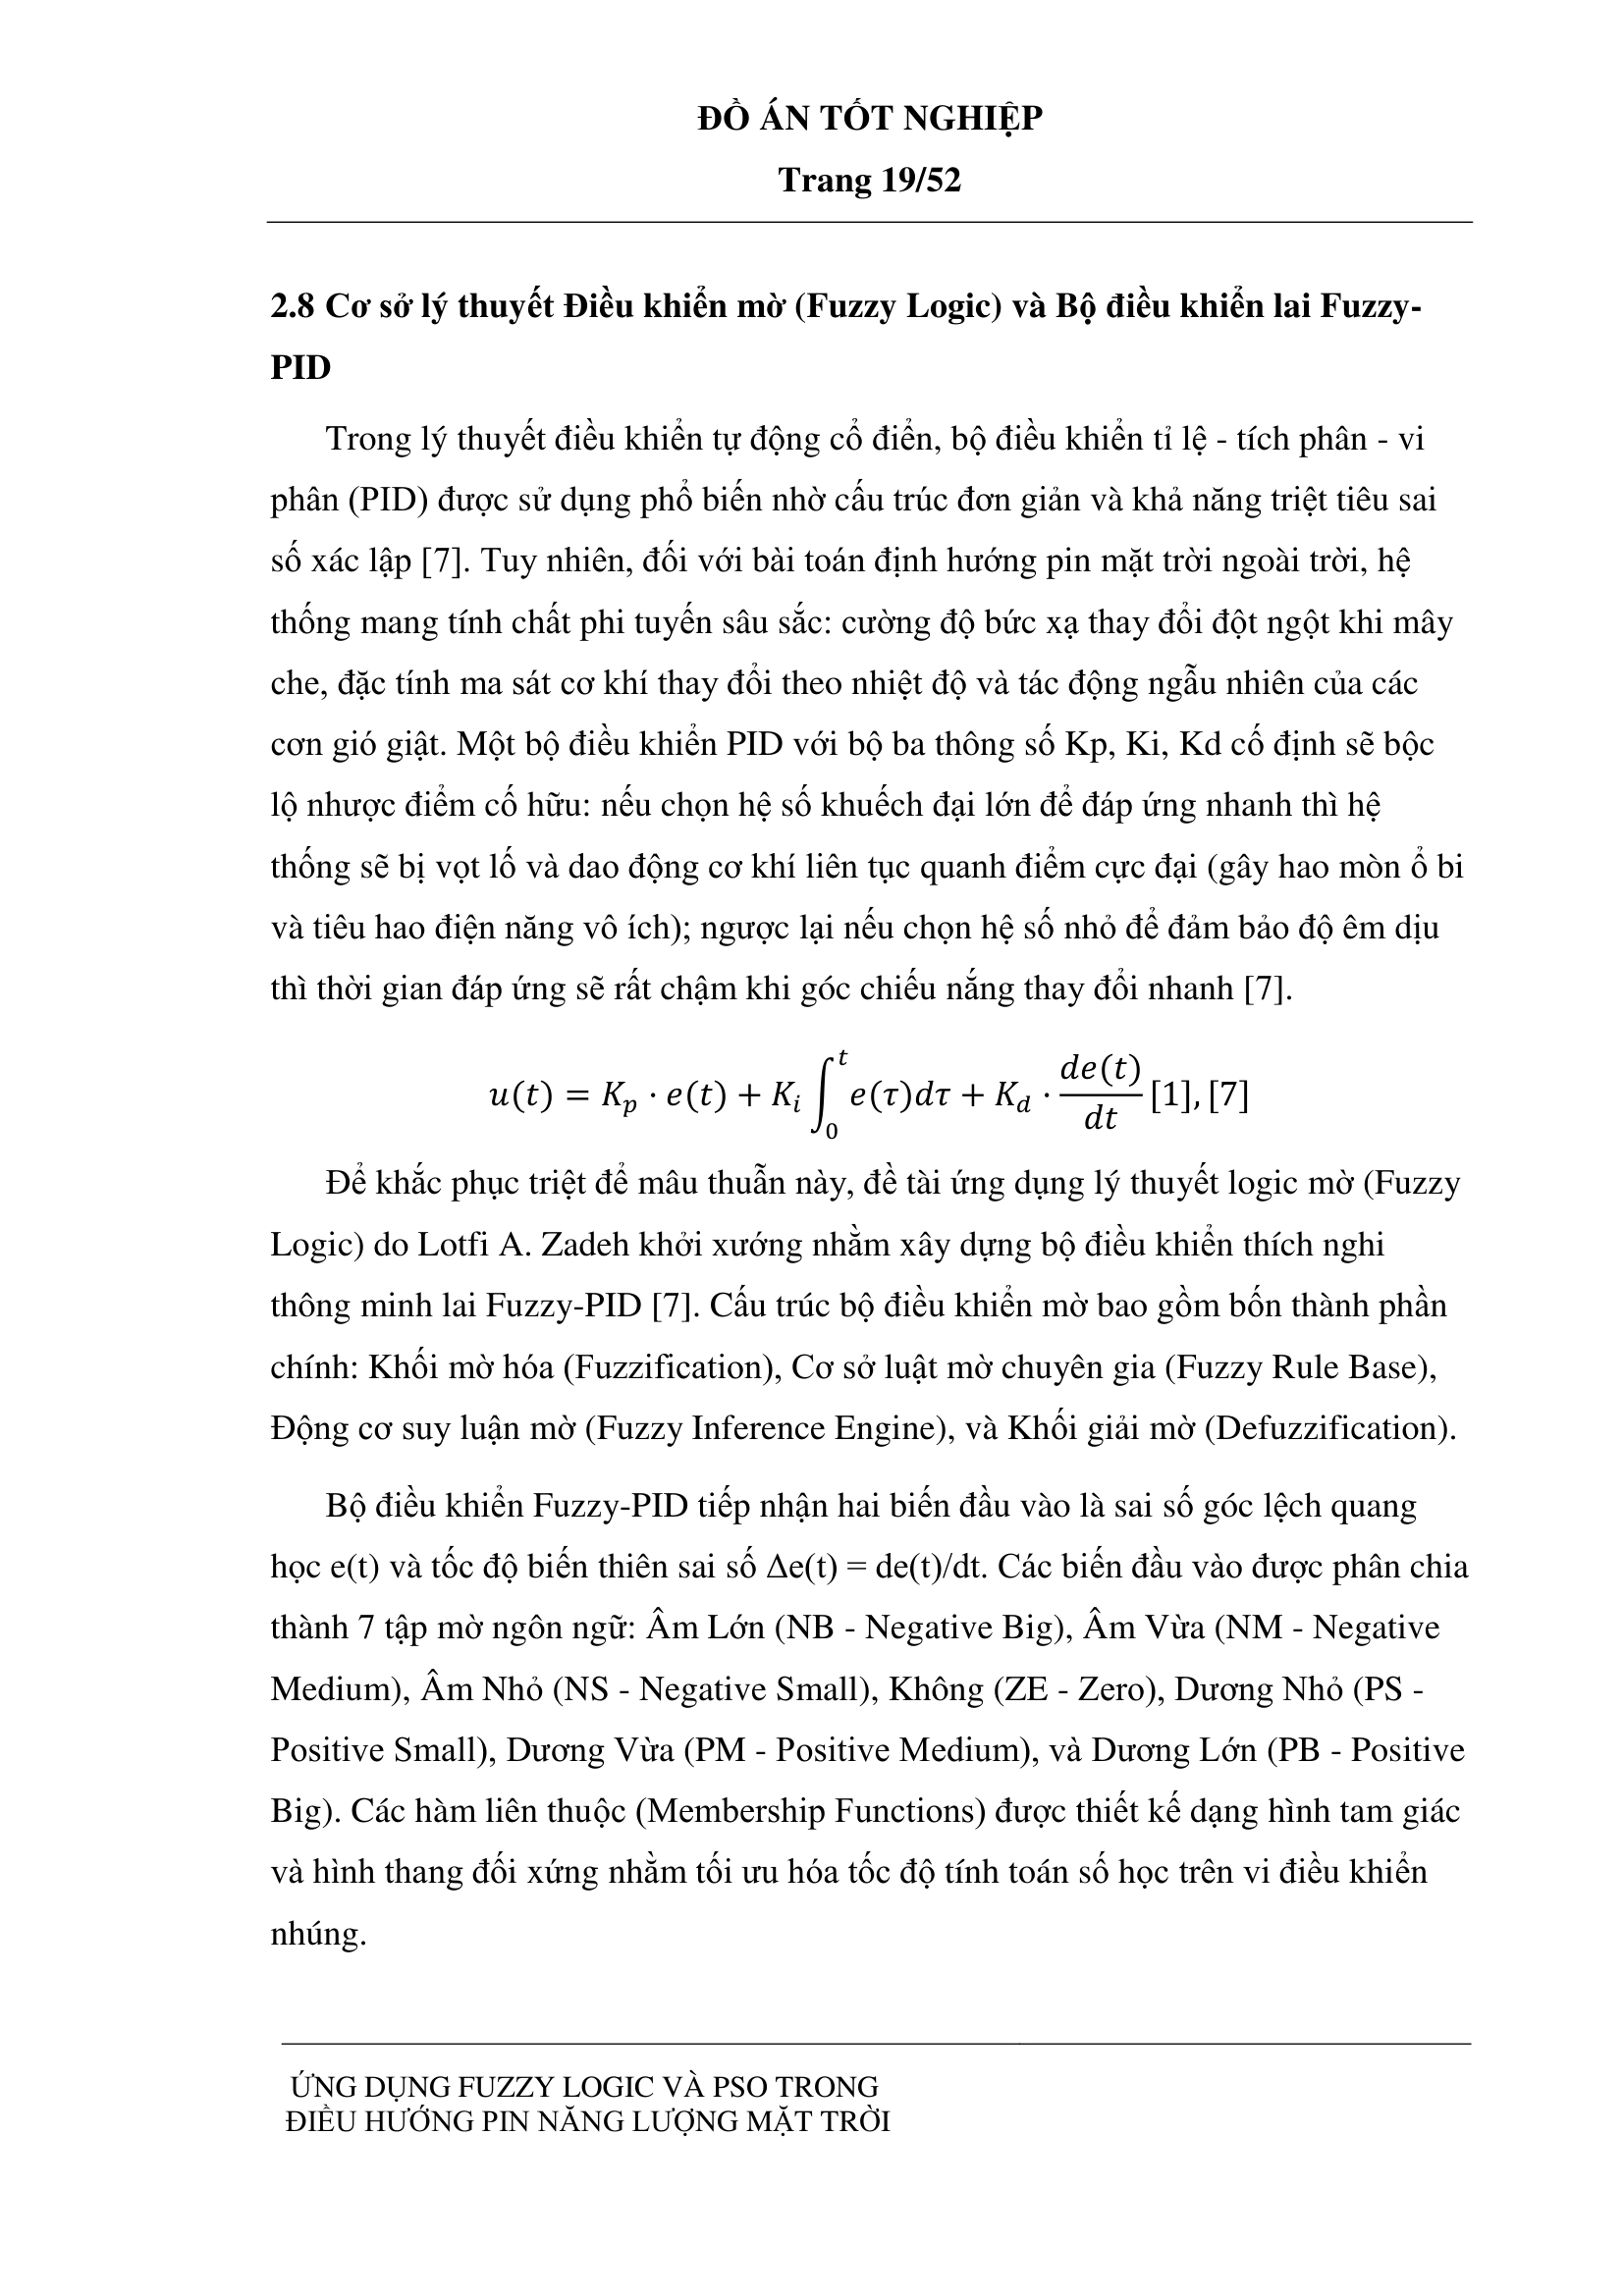 ĐỒ ÁN TỐT NGHIỆP
Trang 19/52
2.8 Cơ sở lý thuyết Điều khiển mờ (Fuzzy Logic) và Bộ điều khiển lai Fuzzy-
PID
Trong lý thuyết điều khiển tự động cổ điển, bộ điều khiển tỉ lệ - tích phân - vi
phân (PID) được sử dụng phổ biến nhờ cấu trúc đơn giản và khả năng triệt tiêu sai
số xác lập [7]. Tuy nhiên, đối với bài toán định hướng pin mặt trời ngoài trời, hệ
thống mang tính chất phi tuyến sâu sắc: cường độ bức xạ thay đổi đột ngột khi mây
che, đặc tính ma sát cơ khí thay đổi theo nhiệt độ và tác động ngẫu nhiên của các
cơn gió giật. Một bộ điều khiển PID với bộ ba thông số Kp, Ki, Kd cố định sẽ bộc
lộ nhược điểm cố hữu: nếu chọn hệ số khuếch đại lớn để đáp ứng nhanh thì hệ
thống sẽ bị vọt lố và dao động cơ khí liên tục quanh điểm cực đại (gây hao mòn ổ bi
và tiêu hao điện năng vô ích); ngược lại nếu chọn hệ số nhỏ để đảm bảo độ êm dịu
thì thời gian đáp ứng sẽ rất chậm khi góc chiếu nắng thay đổi nhanh [7].
u(t) = K_p · e(t) + K_i ∫_0^t e(τ)dτ + K_d · de(t)/dt [1], [7]
Để khắc phục triệt để mâu thuẫn này, đề tài ứng dụng lý thuyết logic mờ (Fuzzy
Logic) do Lotfi A. Zadeh khởi xướng nhằm xây dựng bộ điều khiển thích nghi
thông minh lai Fuzzy-PID [7]. Cấu trúc bộ điều khiển mờ bao gồm bốn thành phần
chính: Khối mờ hóa (Fuzzification), Cơ sở luật mờ chuyên gia (Fuzzy Rule Base),
Động cơ suy luận mờ (Fuzzy Inference Engine), và Khối giải mờ (Defuzzification).
Bộ điều khiển Fuzzy-PID tiếp nhận hai biến đầu vào là sai số góc lệch quang
học e(t) và tốc độ biến thiên sai số Δe(t) = de(t)/dt. Các biến đầu vào được phân chia
thành 7 tập mờ ngôn ngữ: Âm Lớn (NB - Negative Big), Âm Vừa (NM - Negative
Medium), Âm Nhỏ (NS - Negative Small), Không (ZE - Zero), Dương Nhỏ (PS -
Positive Small), Dương Vừa (PM - Positive Medium), và Dương Lớn (PB - Positive
Big). Các hàm liên thuộc (Membership Functions) được thiết kế dạng hình tam giác
và hình thang đối xứng nhằm tối ưu hóa tốc độ tính toán số học trên vi điều khiển
nhúng.
ỨNG DỤNG FUZZY LOGIC VÀ PSO TRONG
ĐIỀU HƯỚNG PIN NĂNG LƯỢNG MẶT TRỜI